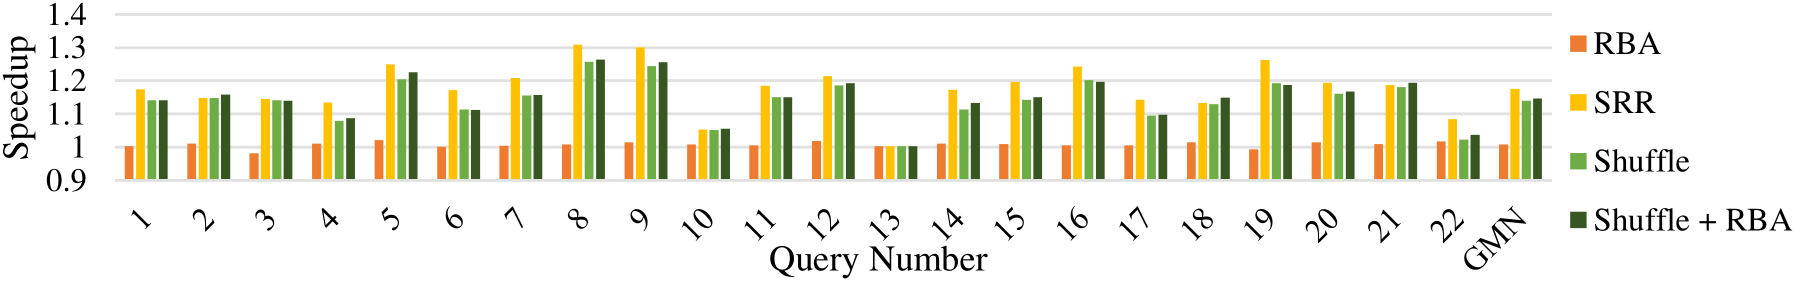 Speedup
1.4
1.3
1.2
1.1
1
0.9
1 2 3 4 5 6 7 8 9 10 11 12 13 14 15 16 17 18 19 20 21 22 GMN
Query Number
RBA
SRR
Shuffle
Shuffle + RBA